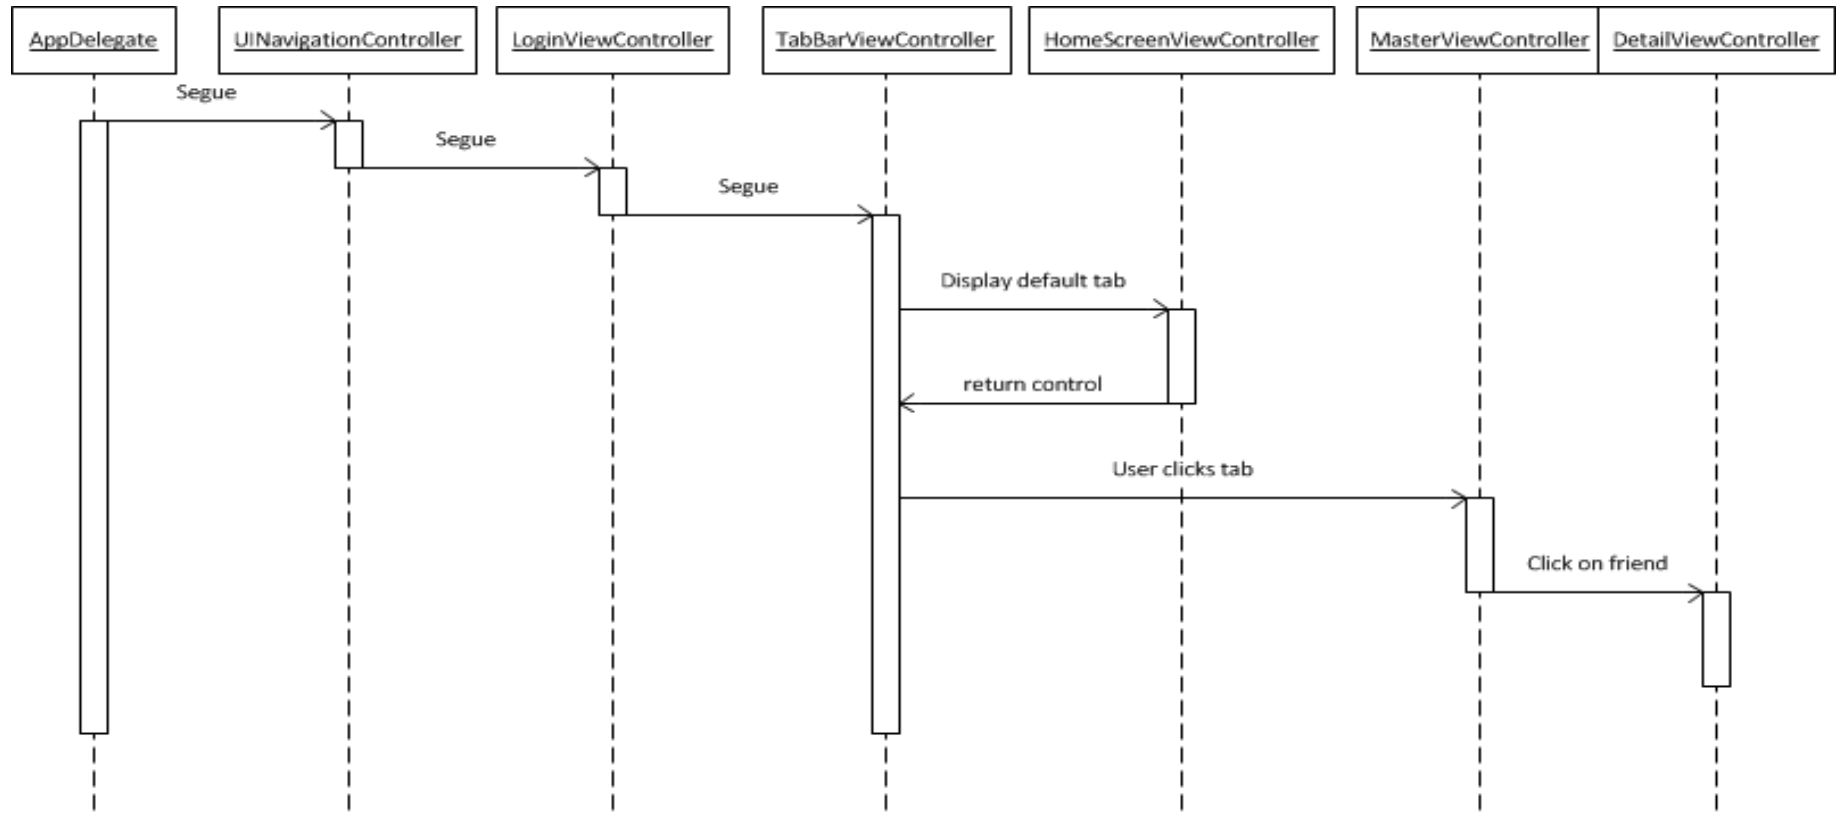 AppDelegate
UINavigationController
LoginViewController
TabBarViewController
HomeScreenViewController
MasterViewController
DetailViewController
Segue
Segue
Segue
Display default tab
return control
User clicks tab
Click on friend